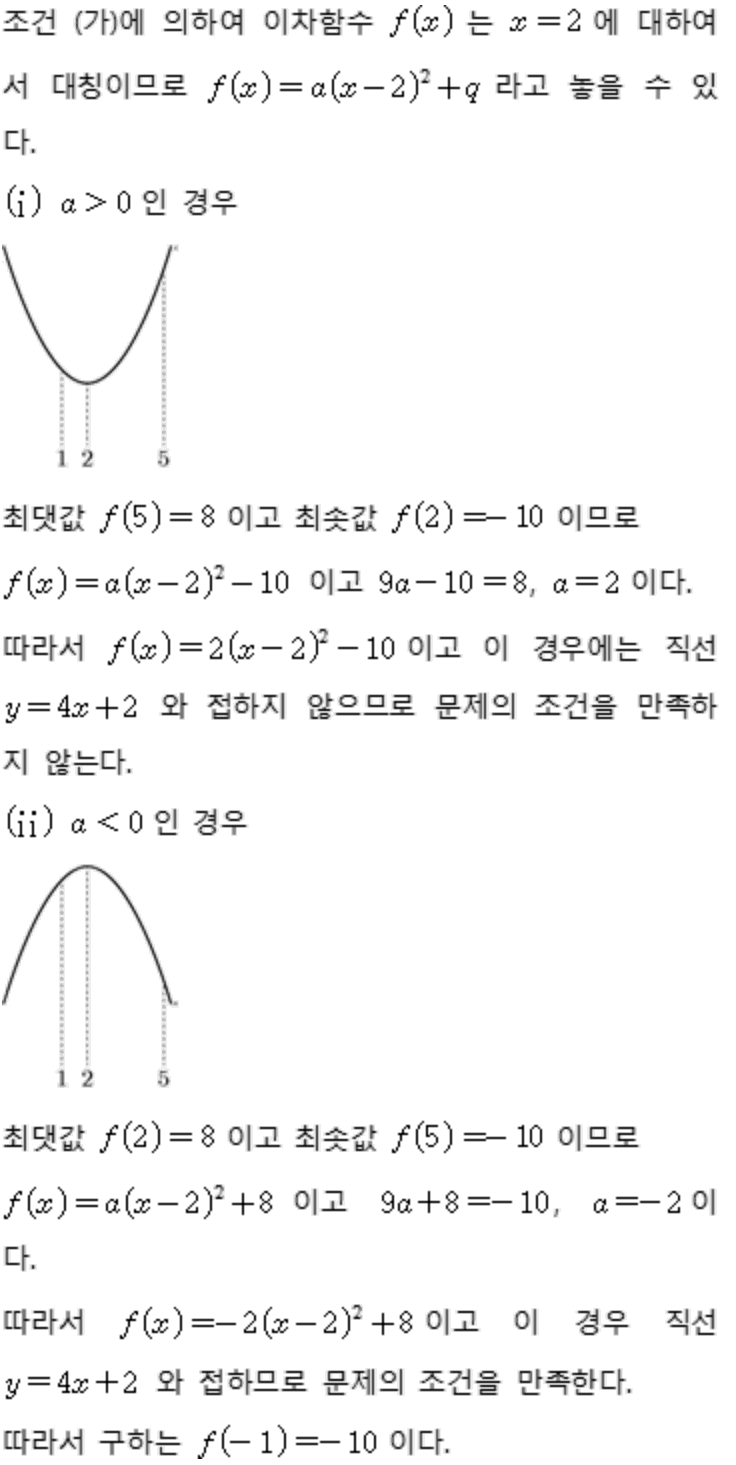 조건 (가)에 의하여 이차함수 f(x) 는 x=2 에 대하여
서 대칭이므로 f(x)=a(x-2)²+q 라고 놓을 수 있
다.
(i) a>0 인 경우
1 2 5
최댓값 f(5)=8 이고 최솟값 f(2)=-10 이므로
f(x)=a(x-2)²-10 이고 9a-10=8, a=2 이다.
따라서 f(x)=2(x-2)²-10 이고 이 경우에는 직선
y=4x+2 와 접하지 않으므로 문제의 조건을 만족하
지 않는다.
(ii) a<0 인 경우
1 2 5
최댓값 f(2)=8 이고 최솟값 f(5)=-10 이므로
f(x)=a(x-2)²+8 이고 9a+8=-10, a=-2 이
다.
따라서 f(x)=-2(x-2)²+8 이고 이 경우 직선
y=4x+2 와 접하므로 문제의 조건을 만족한다.
따라서 구하는 f(-1)=-10 이다.